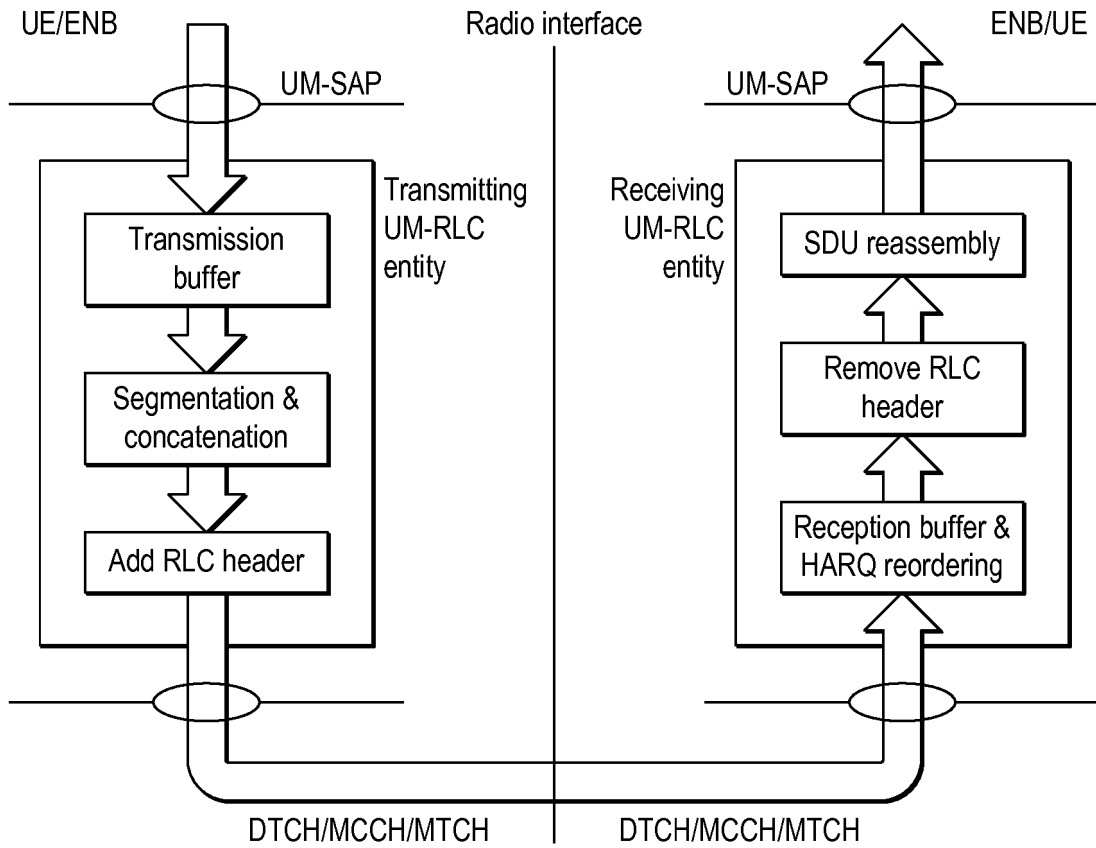 UE/ENB
Radio interface
ENB/UE
UM-SAP
UM-SAP
Transmitting
UM-RLC
entity
Receiving
UM-RLC
entity
Transmission
buffer
SDU reassembly
Segmentation &
concatenation
Remove RLC
header
Add RLC header
Reception buffer &
HARQ reordering
DTCH/MCCH/MTCH
DTCH/MCCH/MTCH